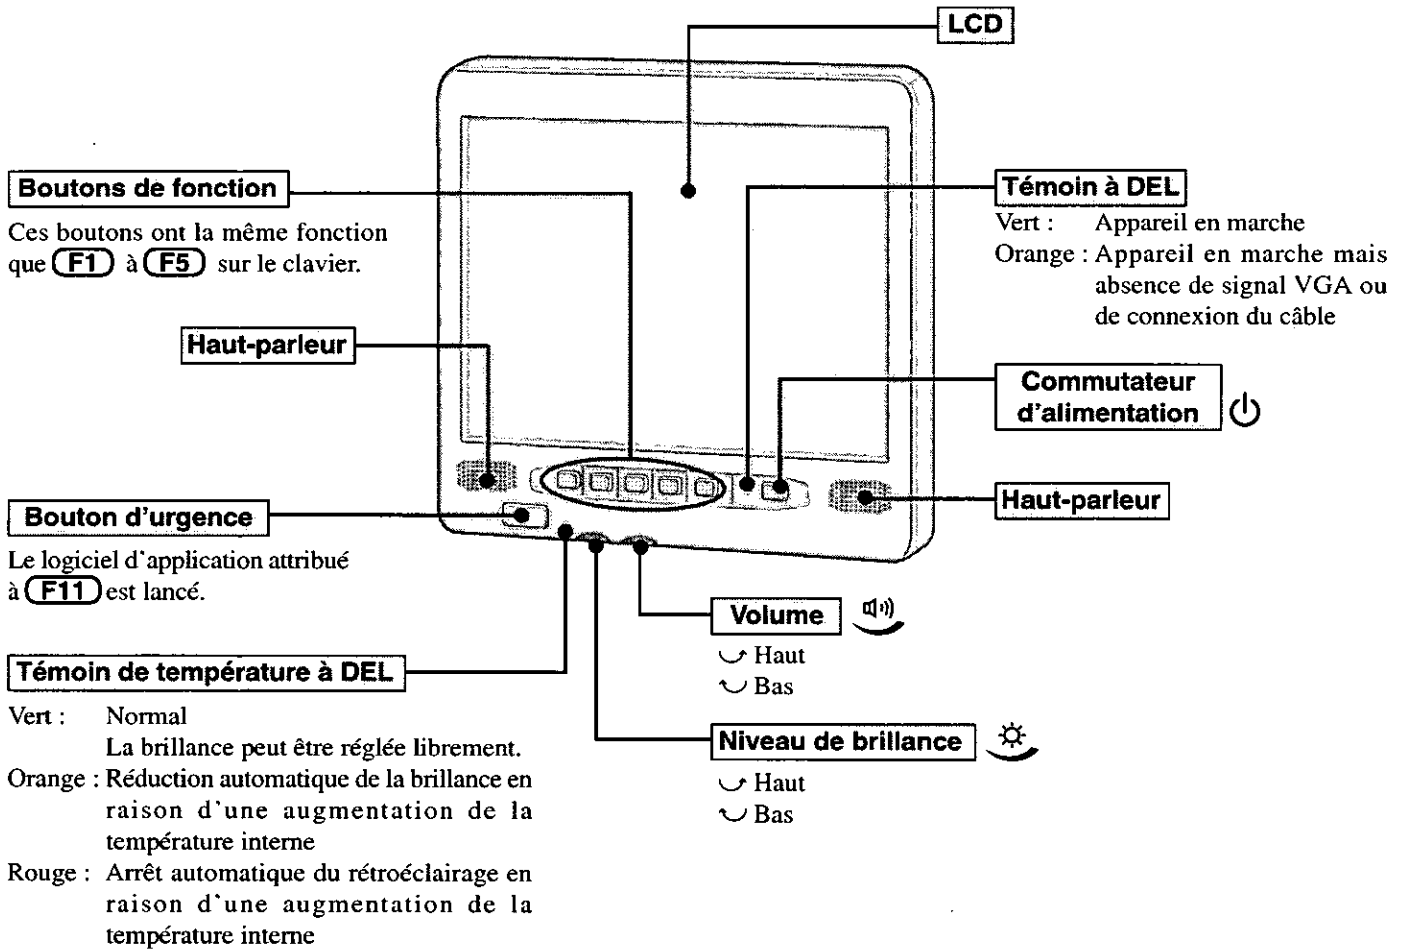 LCD
Boutons de fonction
Ces boutons ont la même fonction
que F1 à F5 sur le clavier.
Témoin à DEL
Vert : Appareil en marche
Orange : Appareil en marche mais
absence de signal VGA ou
de connexion du câble
Haut-parleur
Commutateur
d'alimentation
Haut-parleur
Bouton d'urgence
Le logiciel d'application attribué
à F11 est lancé.
Volume
Haut
Bas
Témoin de température à DEL
Vert : Normal
La brillance peut être réglée librement.
Orange : Réduction automatique de la brillance en
raison d'une augmentation de la
température interne
Rouge : Arrêt automatique du rétroéclairage en
raison d'une augmentation de la
température interne
Niveau de brillance
Haut
Bas